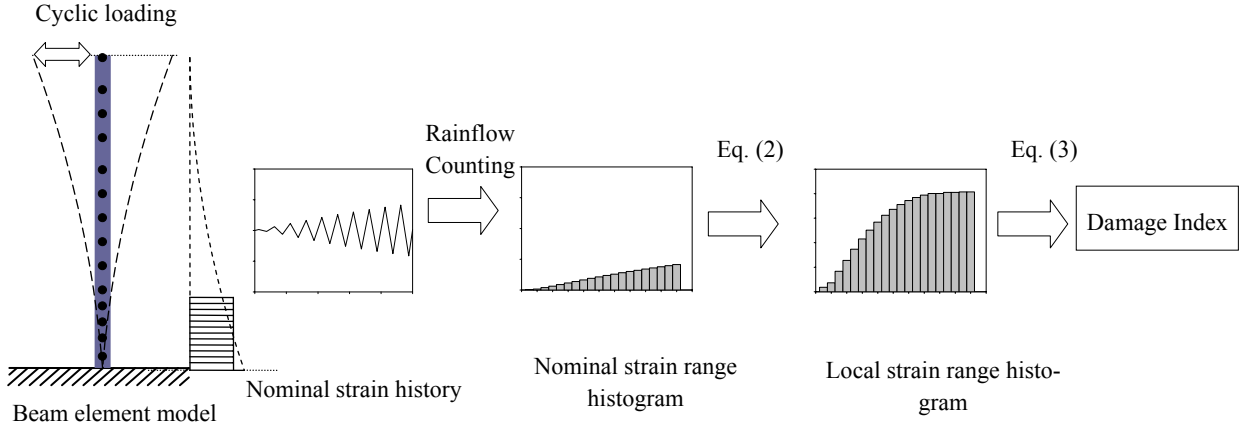 Cyclic loading
Rainflow
Counting
Eq. (2)
Eq. (3)
Damage Index
Nominal strain history
Nominal strain range
histogram
Local strain range histo-
gram
Beam element model